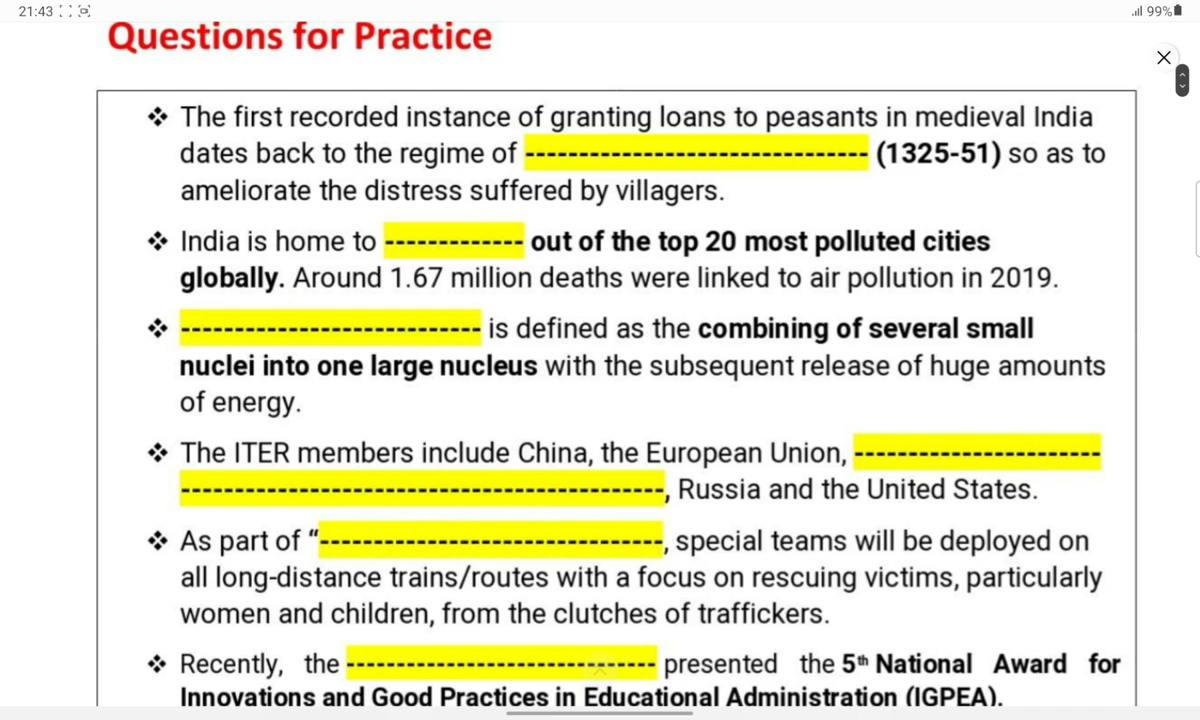 21:43 99%
Questions for Practice
❖ The first recorded instance of granting loans to peasants in medieval India
dates back to the regime of -------------------------------- (1325-51) so as to
ameliorate the distress suffered by villagers.
❖ India is home to ------------- out of the top 20 most polluted cities
globally. Around 1.67 million deaths were linked to air pollution in 2019.
❖ ---------------------------- is defined as the combining of several small
nuclei into one large nucleus with the subsequent release of huge amounts
of energy.
❖ The ITER members include China, the European Union, -----------------------
---------------------------------------------, Russia and the United States.
❖ As part of “--------------------------------, special teams will be deployed on
all long-distance trains/routes with a focus on rescuing victims, particularly
women and children, from the clutches of traffickers.
❖ Recently, the ----------------------------- presented the 5th National Award for
Innovations and Good Practices in Educational Administration (IGPEA).